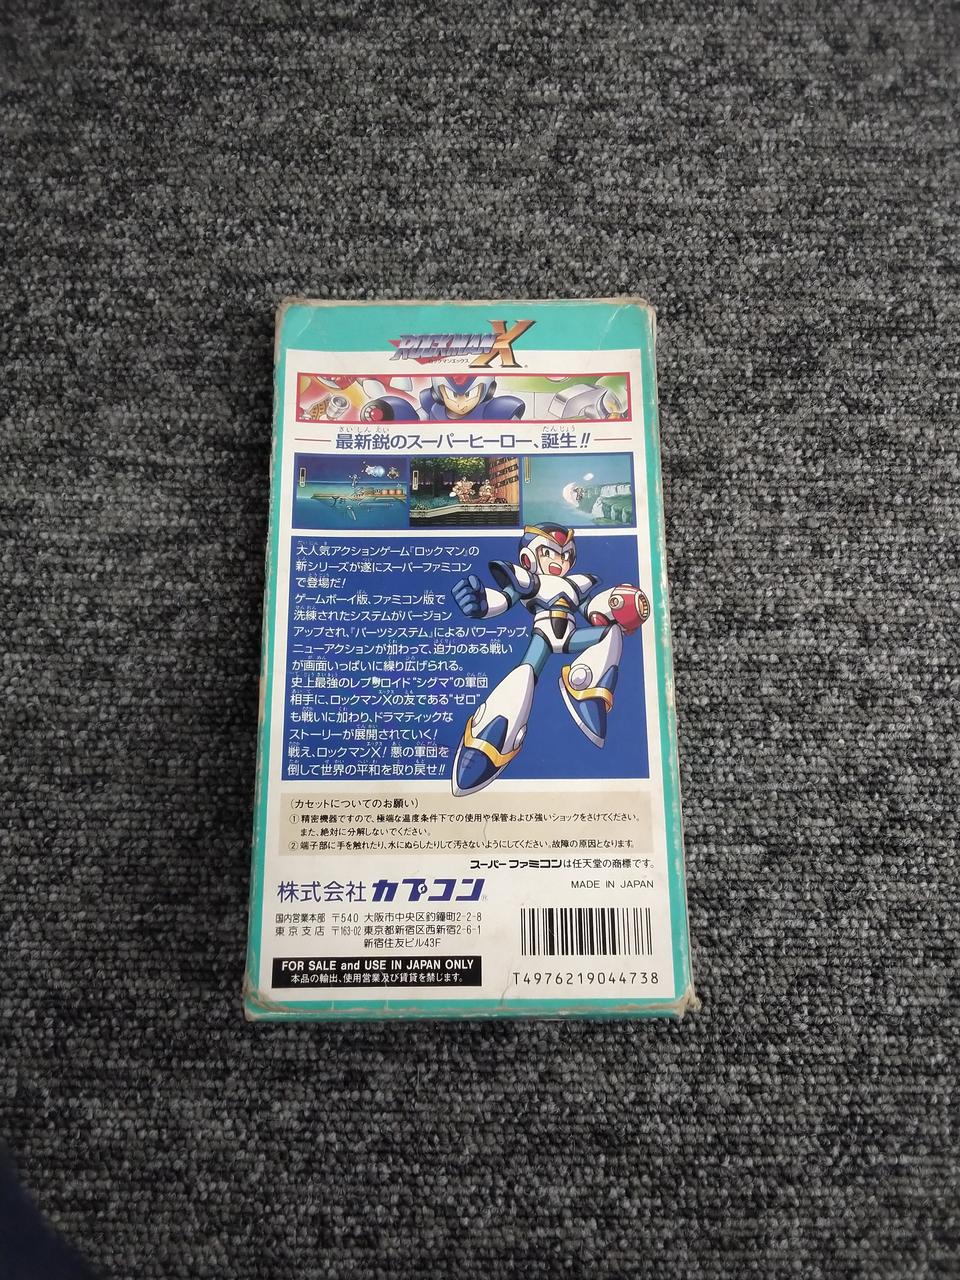 ROCKMAN X
ロックマンエックス
最新鋭のスーパーヒーロー、誕生!!
大人気アクションゲーム『ロックマン』の
新シリーズが遂にスーパーファミコン
で登場だ!
ゲームボーイ版、ファミコン版で
洗練されたシステムがバージョン
アップされ、『パーツシステム』によるパワーアップ、
ニューアクションが加わって、迫力のある戦い
が画面いっぱいに繰り広げられる。
史上最強のレプリロイド“シグマ”の軍団
相手に、ロックマンXの友である“ゼロ”
も戦いに加わり、ドラマティックな
ストーリーが展開されていく!
戦え、ロックマンX! 悪の軍団を
倒して世界の平和を取り戻せ!!
(カセットについてのお願い)
①精密機器ですので、極端な温度条件下での使用や保管および強いショックをさけてください。
また、絶対に分解しないでください。
②端子部に手を触れたり、水にぬらしたりして汚さないようにしてください。故障の原因となります。
スーパーファミコンは任天堂の商標です。
株式会社カプコン®
MADE IN JAPAN
国内営業本部 〒540 大阪市中央区釣鐘町2-2-8
東京支店 〒163-02 東京都新宿区西新宿2-6-1
新宿住友ビル43F
FOR SALE and USE IN JAPAN ONLY
本品の輸出、使用営業及び賃貸を禁じます。
T4976219044738